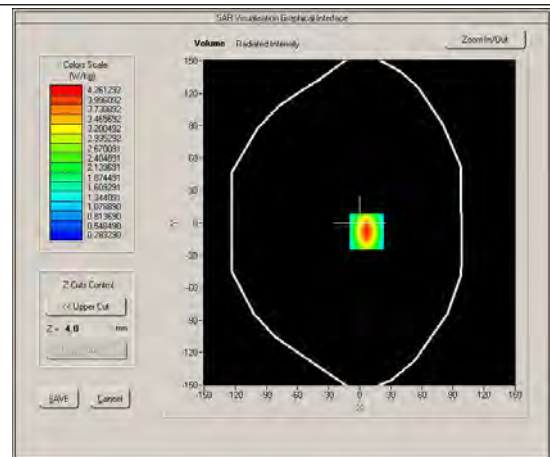 SAR Visualisation Graphical Interface
Volume Radiated Intensity
Zoom In/Out
Colors Scale
(W/kg)
4.261292
3.996092
3.730892
3.465692
3.200492
2.935292
2.670091
2.404891
2.139691
1.874491
1.609291
1.344091
1.078890
0.813690
0.548490
0.283290
Z Cuts Control
<< Upper Cut
Z = 4.0 mm
SAVE Cancel
150-
120-
90-
60-
30-
0-
-30-
-60-
-90-
-120-
-150-
Y
-150 -120 -90 -60 -30 0 30 60 90 120 150
X